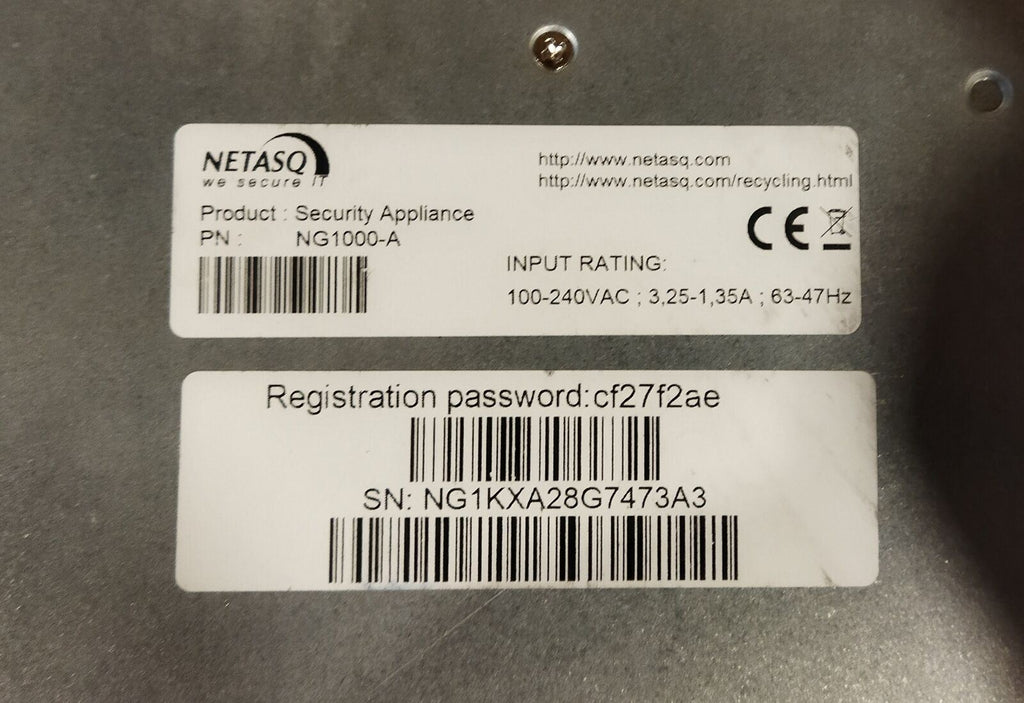 NETASQ
we secure IT
http://www.netasq.com
http://www.netasq.com/recycling.html
Product : Security Appliance
PN : NG1000-A
CE
INPUT RATING:
100-240VAC ; 3,25-1,35A ; 63-47Hz
Registration password:cf27f2ae
SN: NG1KXA28G7473A3